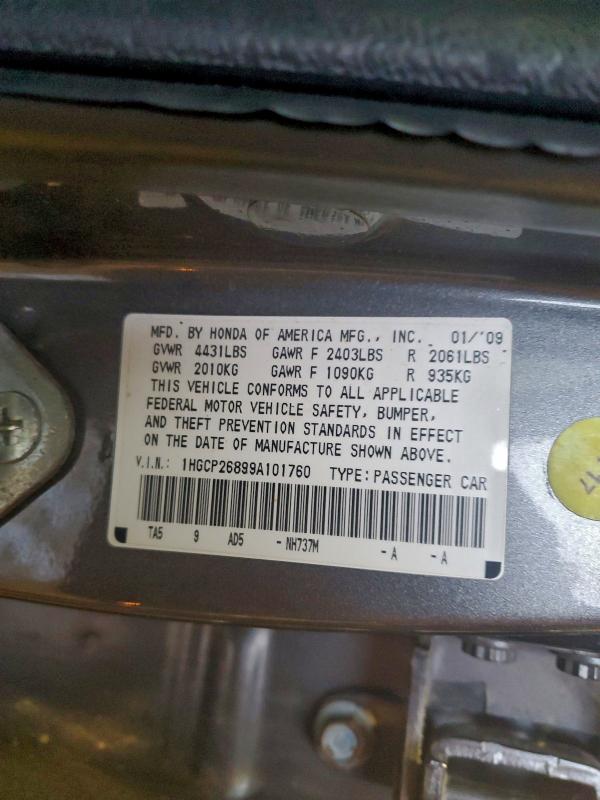 MFD. BY HONDA OF AMERICA MFG., INC. 01/'09
GVWR 4431LBS GAWR F 2403LBS R 2061LBS
GVWR 2010KG GAWR F 1090KG R 935KG
THIS VEHICLE CONFORMS TO ALL APPLICABLE
FEDERAL MOTOR VEHICLE SAFETY, BUMPER,
AND THEFT PREVENTION STANDARDS IN EFFECT
ON THE DATE OF MANUFACTURE SHOWN ABOVE.
V.I.N.: 1HGCP26899A101760 TYPE:PASSENGER CAR
TA5 9 AD5 -NH737M -A -A